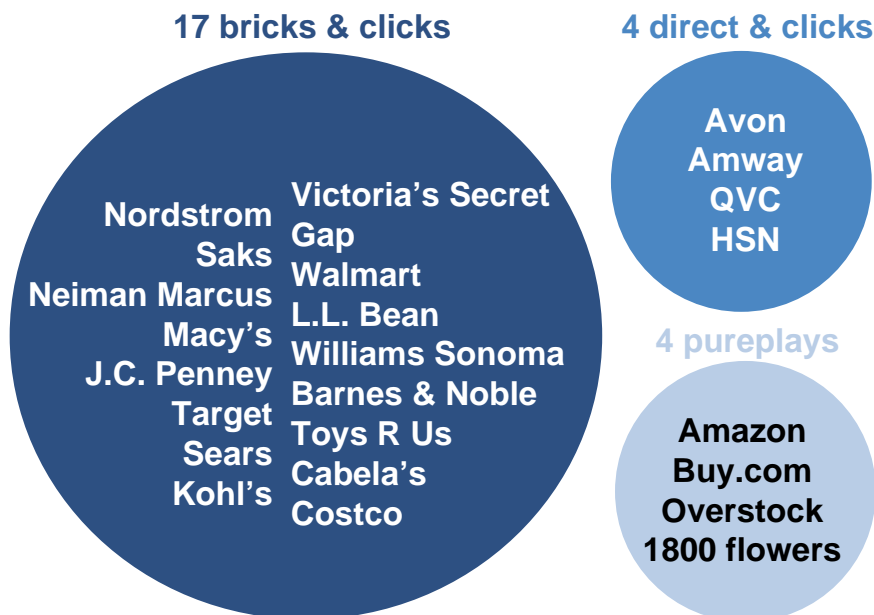 17 bricks & clicks
Nordstrom
Saks
Neiman Marcus
Macy's
J.C. Penney
Target
Sears
Kohl's
Victoria's Secret
Gap
Walmart
L.L. Bean
Williams Sonoma
Barnes & Noble
Toys R Us
Cabela's
Costco
4 direct & clicks
Avon
Amway
QVC
HSN
4 pureplays
Amazon
Buy.com
Overstock
1800 flowers